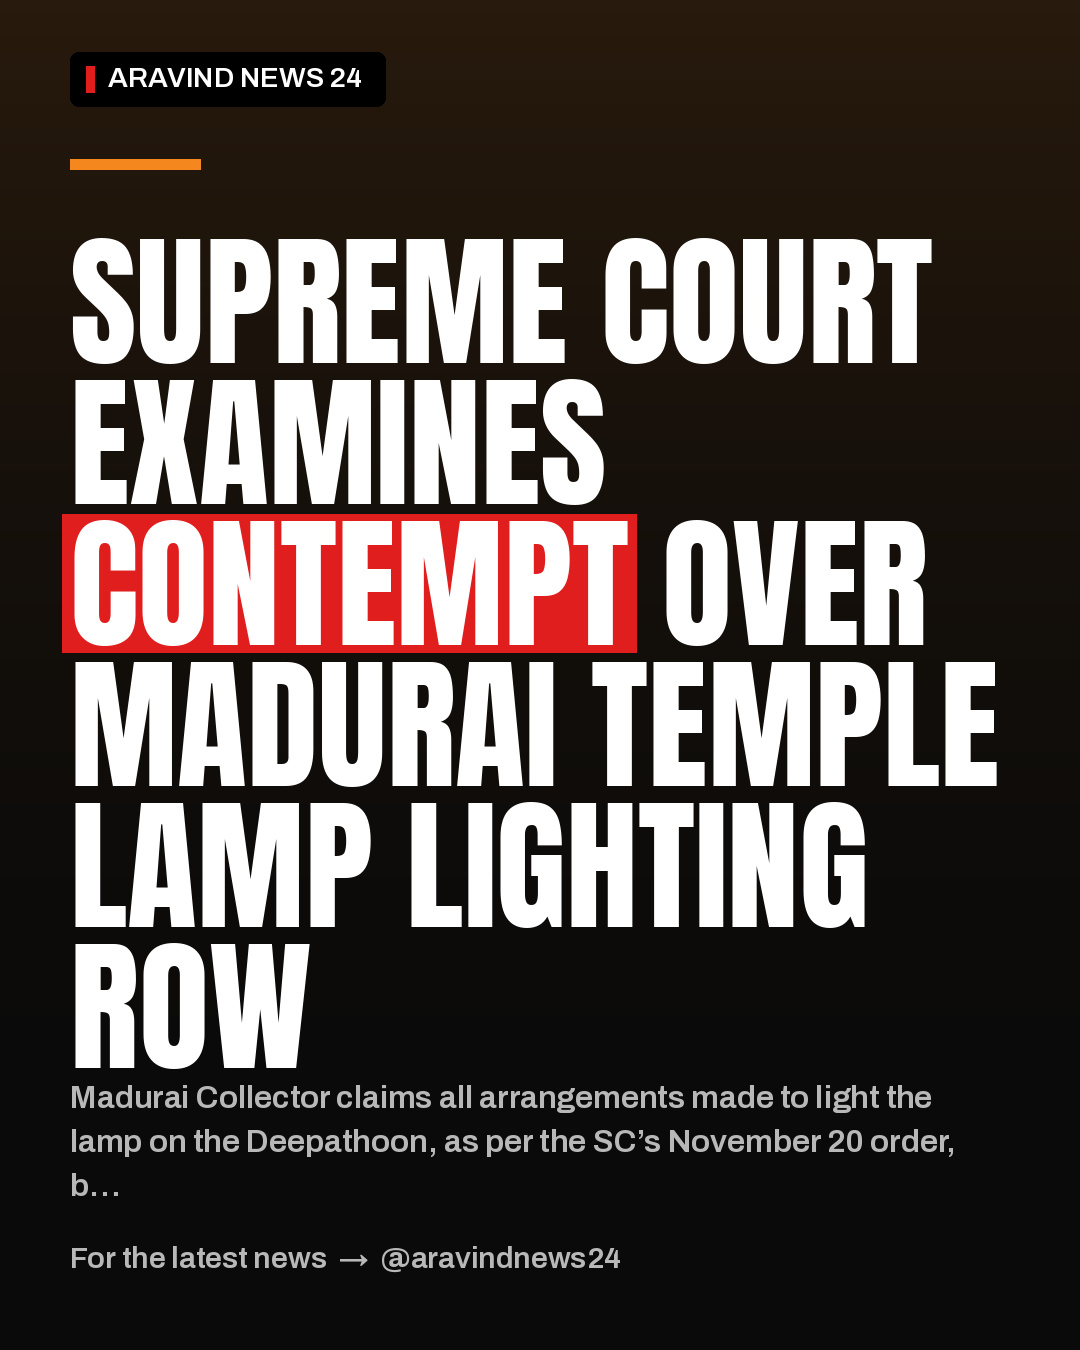 ARAVIND NEWS 24
SUPREME COURT
EXAMINES
CONTEMPT OVER
MADURAI TEMPLE
LAMP LIGHTING
ROW
Madurai Collector claims all arrangements made to light the
lamp on the Deepathoon, as per the SC’s November 20 order,
b…
For the latest news → @aravindnews24